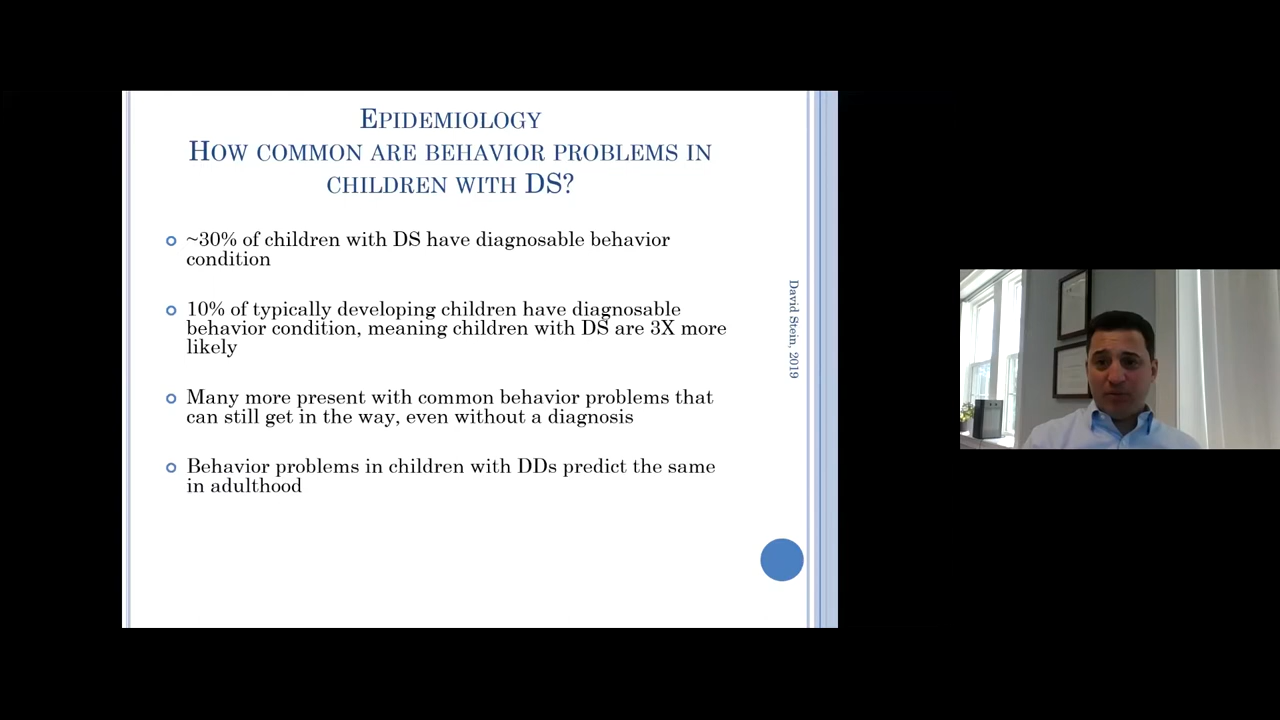 EPIDEMIOLOGY
HOW COMMON ARE BEHAVIOR PROBLEMS IN
CHILDREN WITH DS?
~30% of children with DS have diagnosable behavior
condition
10% of typically developing children have diagnosable
behavior condition, meaning children with DS are 3X more
likely
Many more present with common behavior problems that
can still get in the way, even without a diagnosis
Behavior problems in children with DDs predict the same
in adulthood
David Stein, 2019